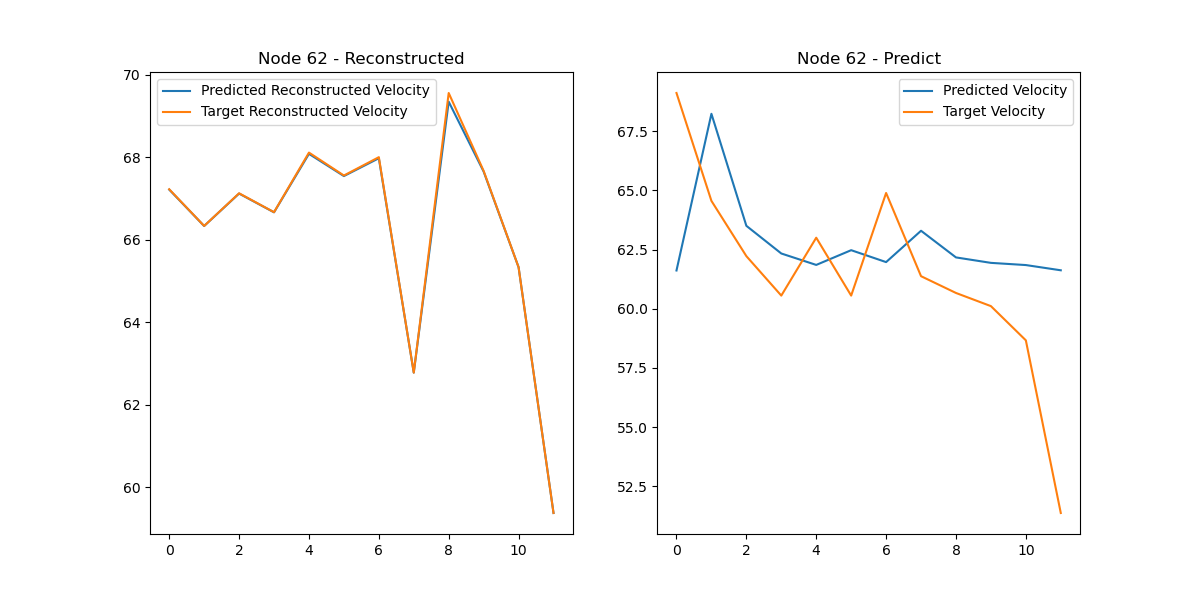 Node 62 - Reconstructed
Predicted Reconstructed Velocity
Target Reconstructed Velocity
70
68
66
64
62
60
0 2 4 6 8 10
Node 62 - Predict
Predicted Velocity
Target Velocity
67.5
65.0
62.5
60.0
57.5
55.0
52.5
0 2 4 6 8 10